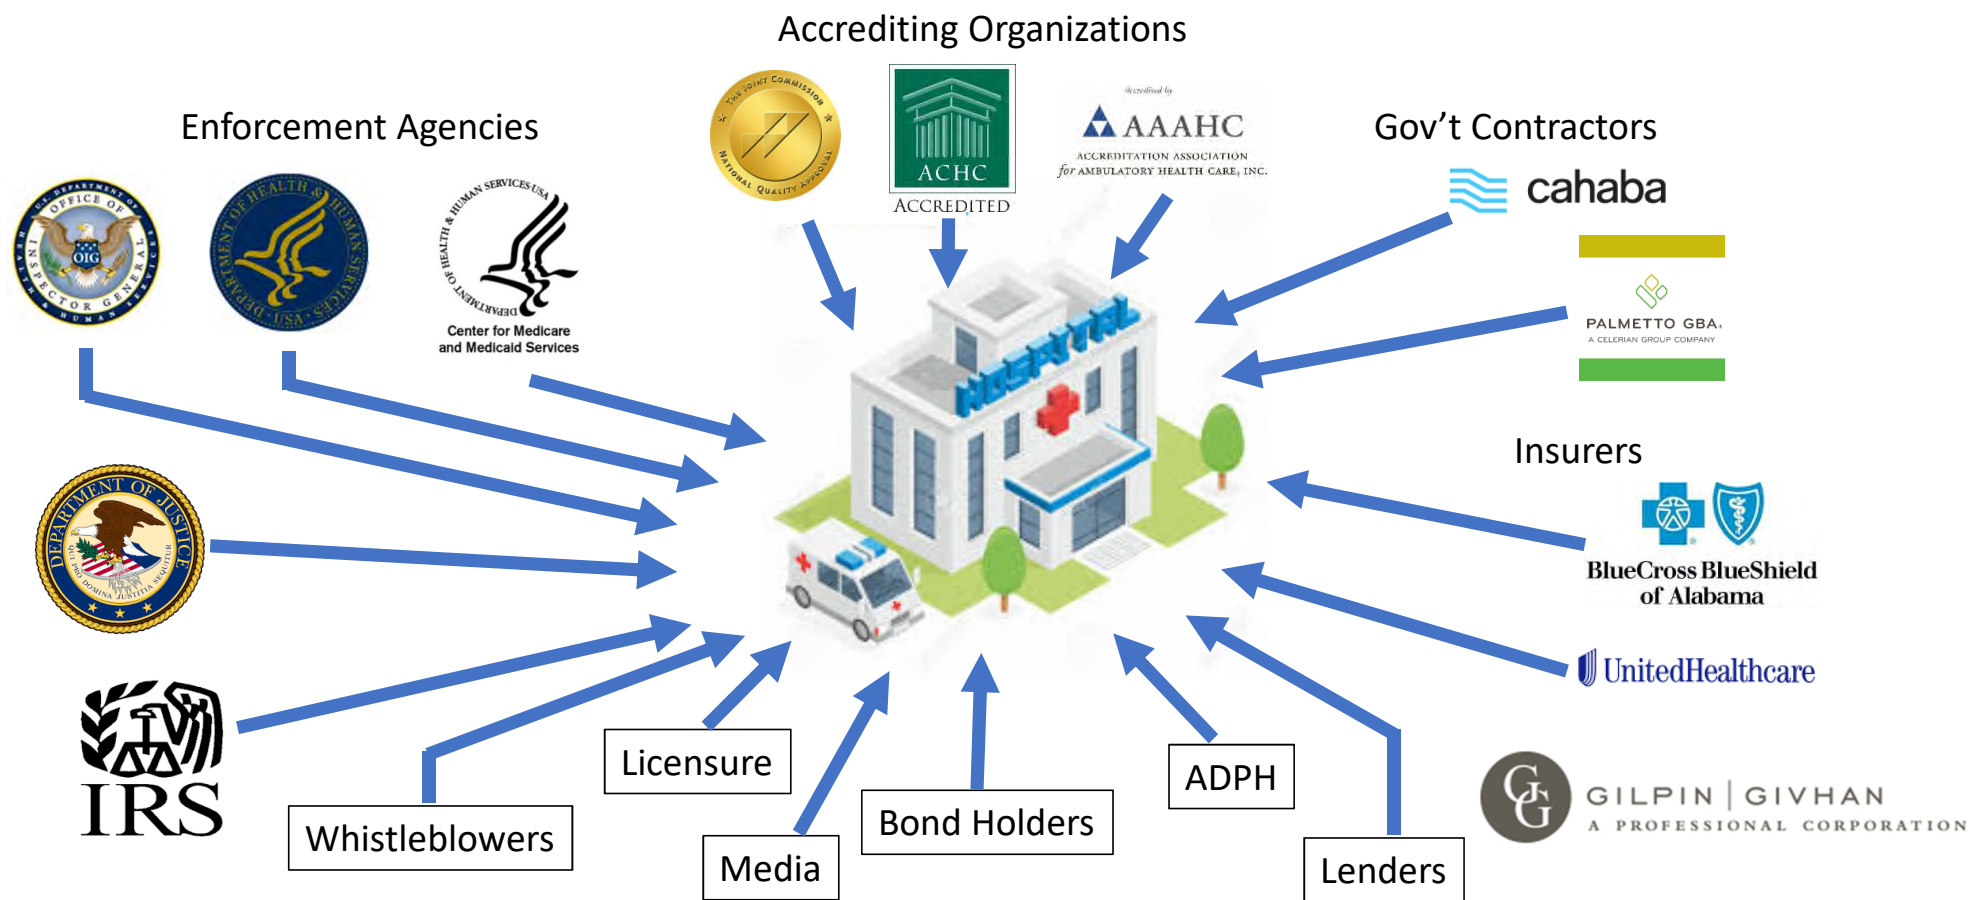 Accrediting Organizations
THE JOINT COMMISSION
NATIONAL QUALITY APPROVAL
ACHC
ACCREDITED
Accredited by
AAAHC
ACCREDITATION ASSOCIATION
for AMBULATORY HEALTH CARE, INC.
Enforcement Agencies
U.S. DEPARTMENT OF
HEALTH & HUMAN SERVICES
OFFICE OF
INSPECTOR GENERAL
OIG
DEPARTMENT OF HEALTH & HUMAN SERVICES · USA ·
DEPARTMENT OF HEALTH & HUMAN SERVICES USA
Center for Medicare
and Medicaid Services
Gov't Contractors
cahaba
PALMETTO GBA.
A CELERIAN GROUP COMPANY
HOSPITAL
Insurers
BlueCross BlueShield
of Alabama
UnitedHealthcare
DEPARTMENT OF JUSTICE
QUI PRO DOMINA JUSTITIA SEQUITUR
IRS
Whistleblowers
Licensure
Media
Bond Holders
ADPH
Lenders
GG
GILPIN | GIVHAN
A PROFESSIONAL CORPORATION